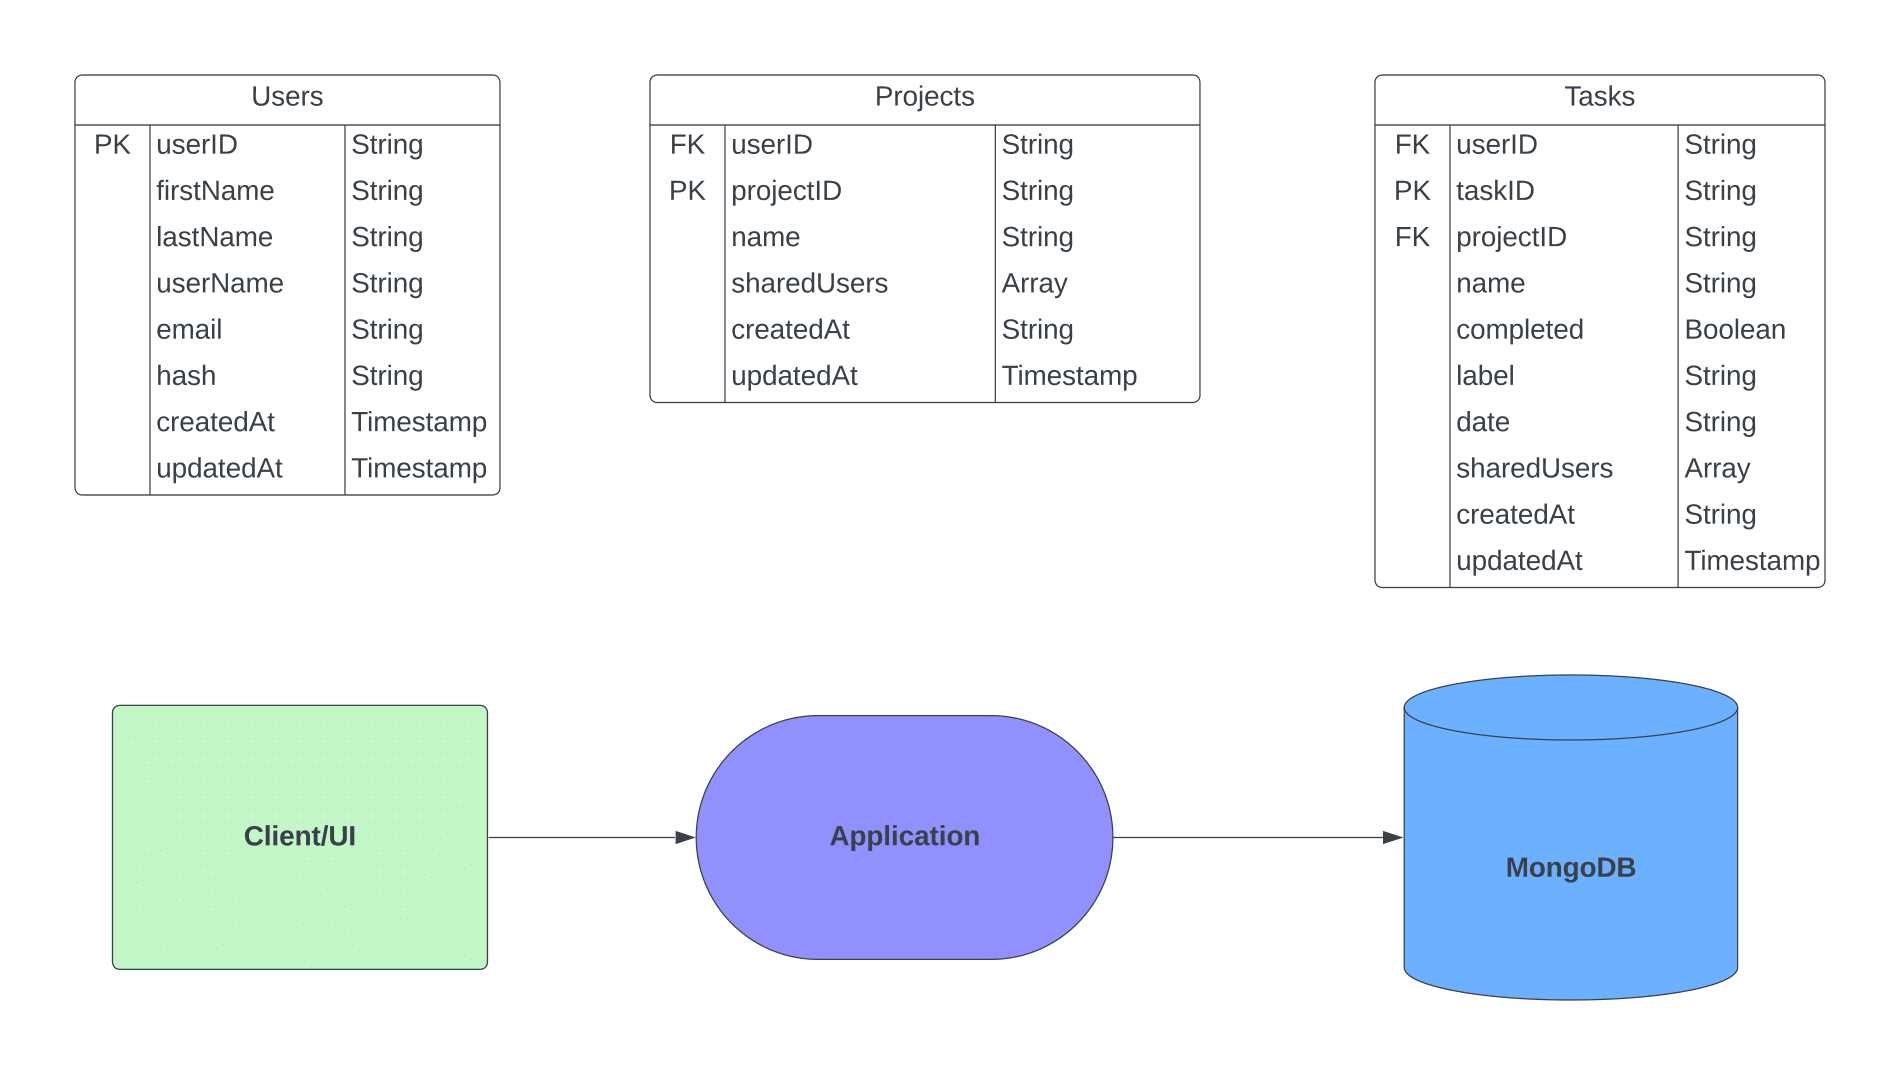 Users
PK userID String
firstName String
lastName String
userName String
email String
hash String
createdAt Timestamp
updatedAt Timestamp
Projects
FK userID String
PK projectID String
name String
sharedUsers Array
createdAt String
updatedAt Timestamp
Tasks
FK userID String
PK taskID String
FK projectID String
name String
completed Boolean
label String
date String
sharedUsers Array
createdAt String
updatedAt Timestamp
Client/UI
Application
MongoDB